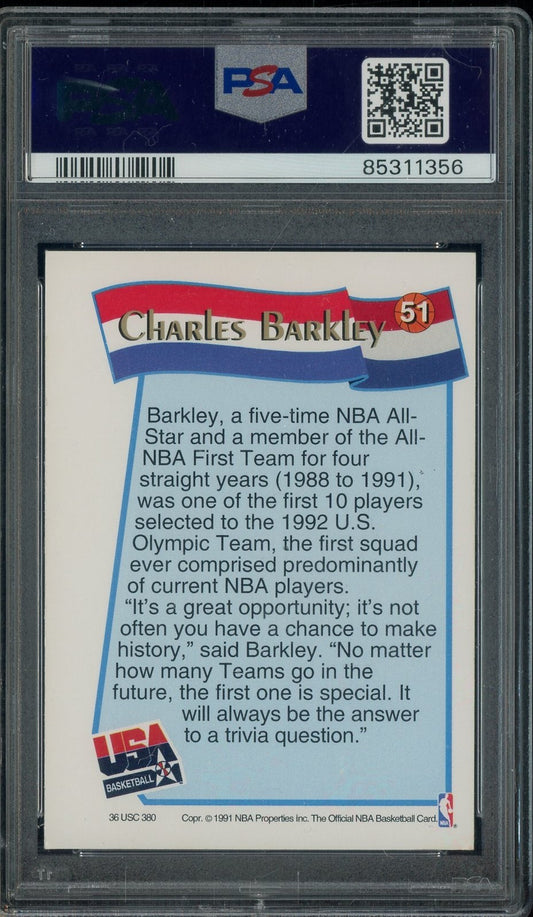 PSA
85311356
CHARLES BARKLEY
51
Barkley, a five-time NBA All-
Star and a member of the All-
NBA First Team for four
straight years (1988 to 1991),
was one of the first 10 players
selected to the 1992 U.S.
Olympic Team, the first squad
ever comprised predominantly
of current NBA players.
“It’s a great opportunity; it’s not
often you have a chance to make
history,” said Barkley. “No matter
how many Teams go in the
future, the first one is special. It
will always be the answer
to a trivia question.”
USA
BASKETBALL
36 USC 380
Copr. © 1991 NBA Properties Inc. The Official NBA Basketball Card.
NBA
PSA